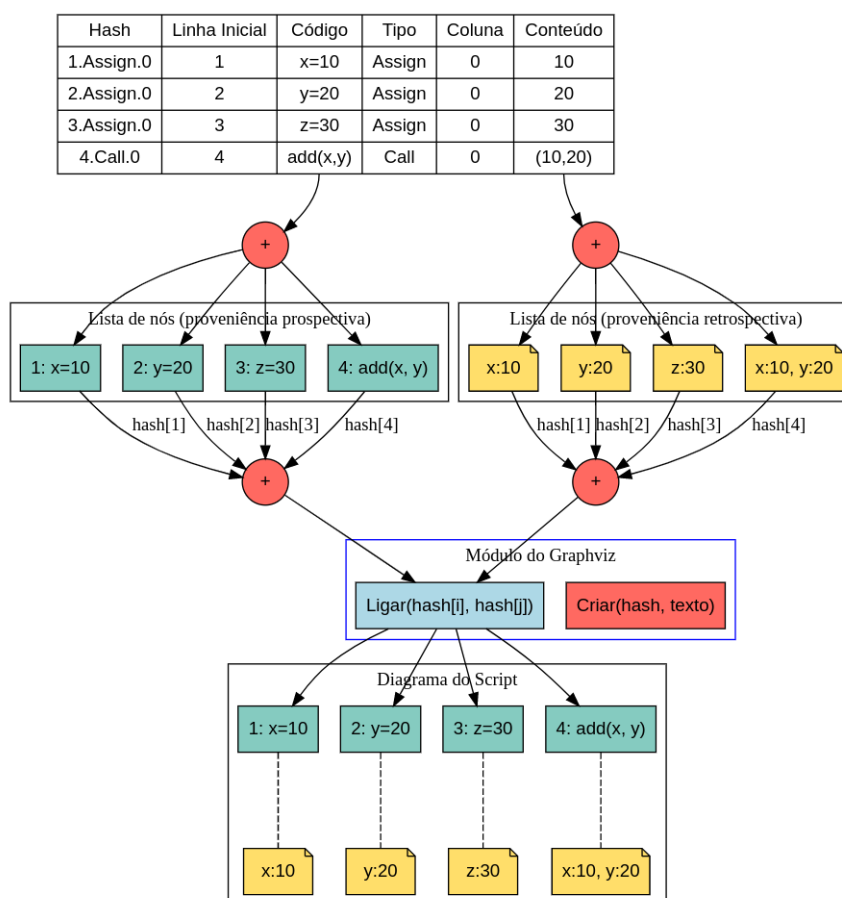 Hash Linha Inicial Código Tipo Coluna Conteúdo
1.Assign.0 1 x=10 Assign 0 10
2.Assign.0 2 y=20 Assign 0 20
3.Assign.0 3 z=30 Assign 0 30
4.Call.0 4 add(x,y) Call 0 (10,20)
+ +
Lista de nós (proveniência prospectiva) Lista de nós (proveniência retrospectiva)
1: x=10 2: y=20 3: z=30 4: add(x, y) x:10 y:20 z:30 x:10, y:20
hash[1] hash[2] hash[3] hash[4] hash[1] hash[2] hash[3] hash[4]
+ +
Módulo do Graphviz
Ligar(hash[i], hash[j]) Criar(hash, texto)
Diagrama do Script
1: x=10 2: y=20 3: z=30 4: add(x, y)
x:10 y:20 z:30 x:10, y:20